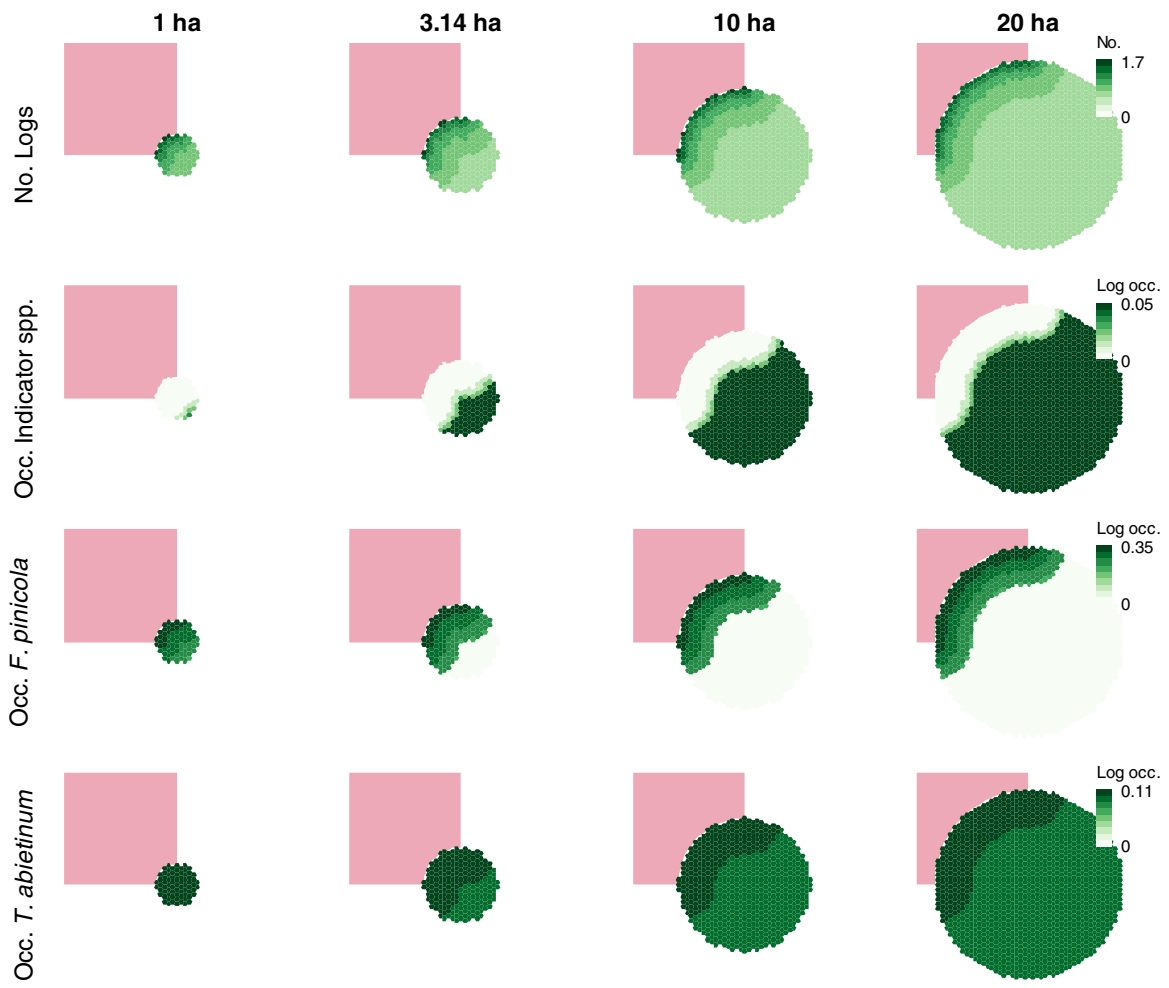 1 ha
3.14 ha
10 ha
20 ha
No. Logs
No.
1.7
0
Occ. Indicator spp.
Log occ.
0.05
0
Occ. F. pinicola
Log occ.
0.35
0
Occ. T. abietinum
Log occ.
0.11
0